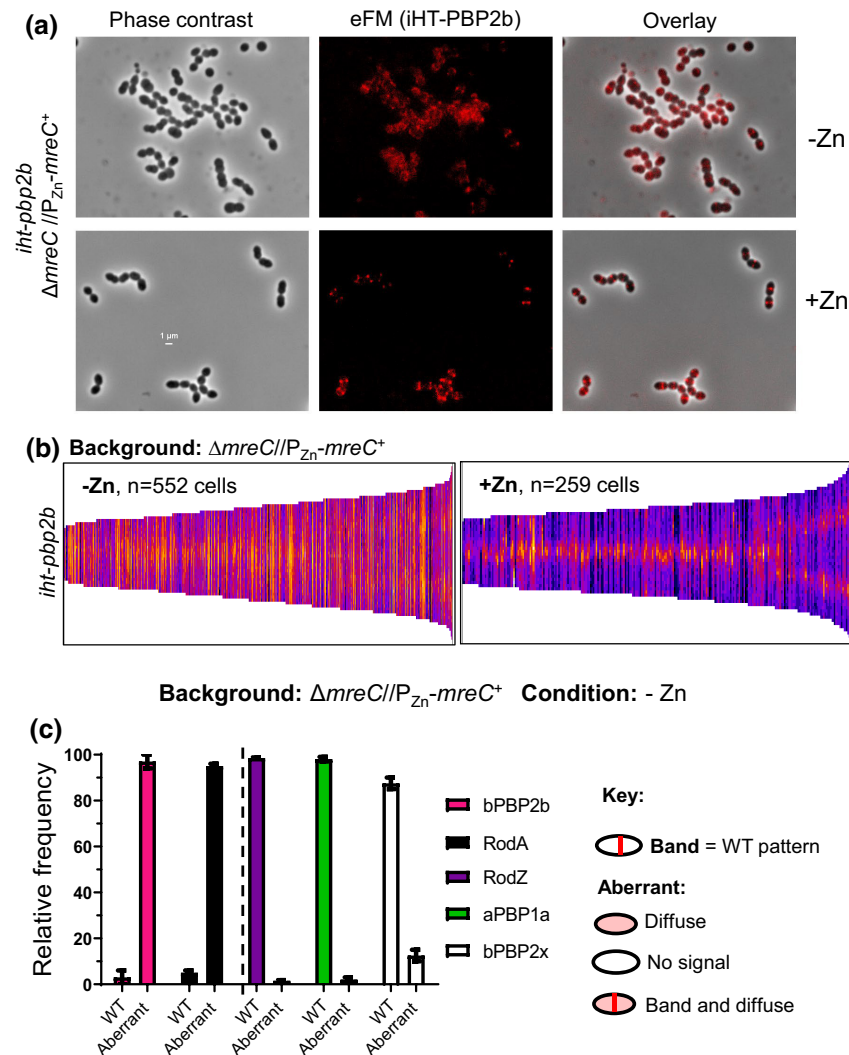 (a)
Phase contrast
eFM (iHT-PBP2b)
Overlay
iht-pbp2b
ΔmreC //P_Zn-mreC⁺
-Zn
+Zn
1 µm
(b) Background: ΔmreC//P_Zn-mreC⁺
iht-pbp2b
-Zn, n=552 cells
+Zn, n=259 cells
Background: ΔmreC//P_Zn-mreC⁺ Condition: - Zn
(c)
Relative frequency
100
80
60
40
20
0
WT
Aberrant
WT
Aberrant
WT
Aberrant
WT
Aberrant
WT
Aberrant
bPBP2b
RodA
RodZ
aPBP1a
bPBP2x
Key:
Band = WT pattern
Aberrant:
Diffuse
No signal
Band and diffuse